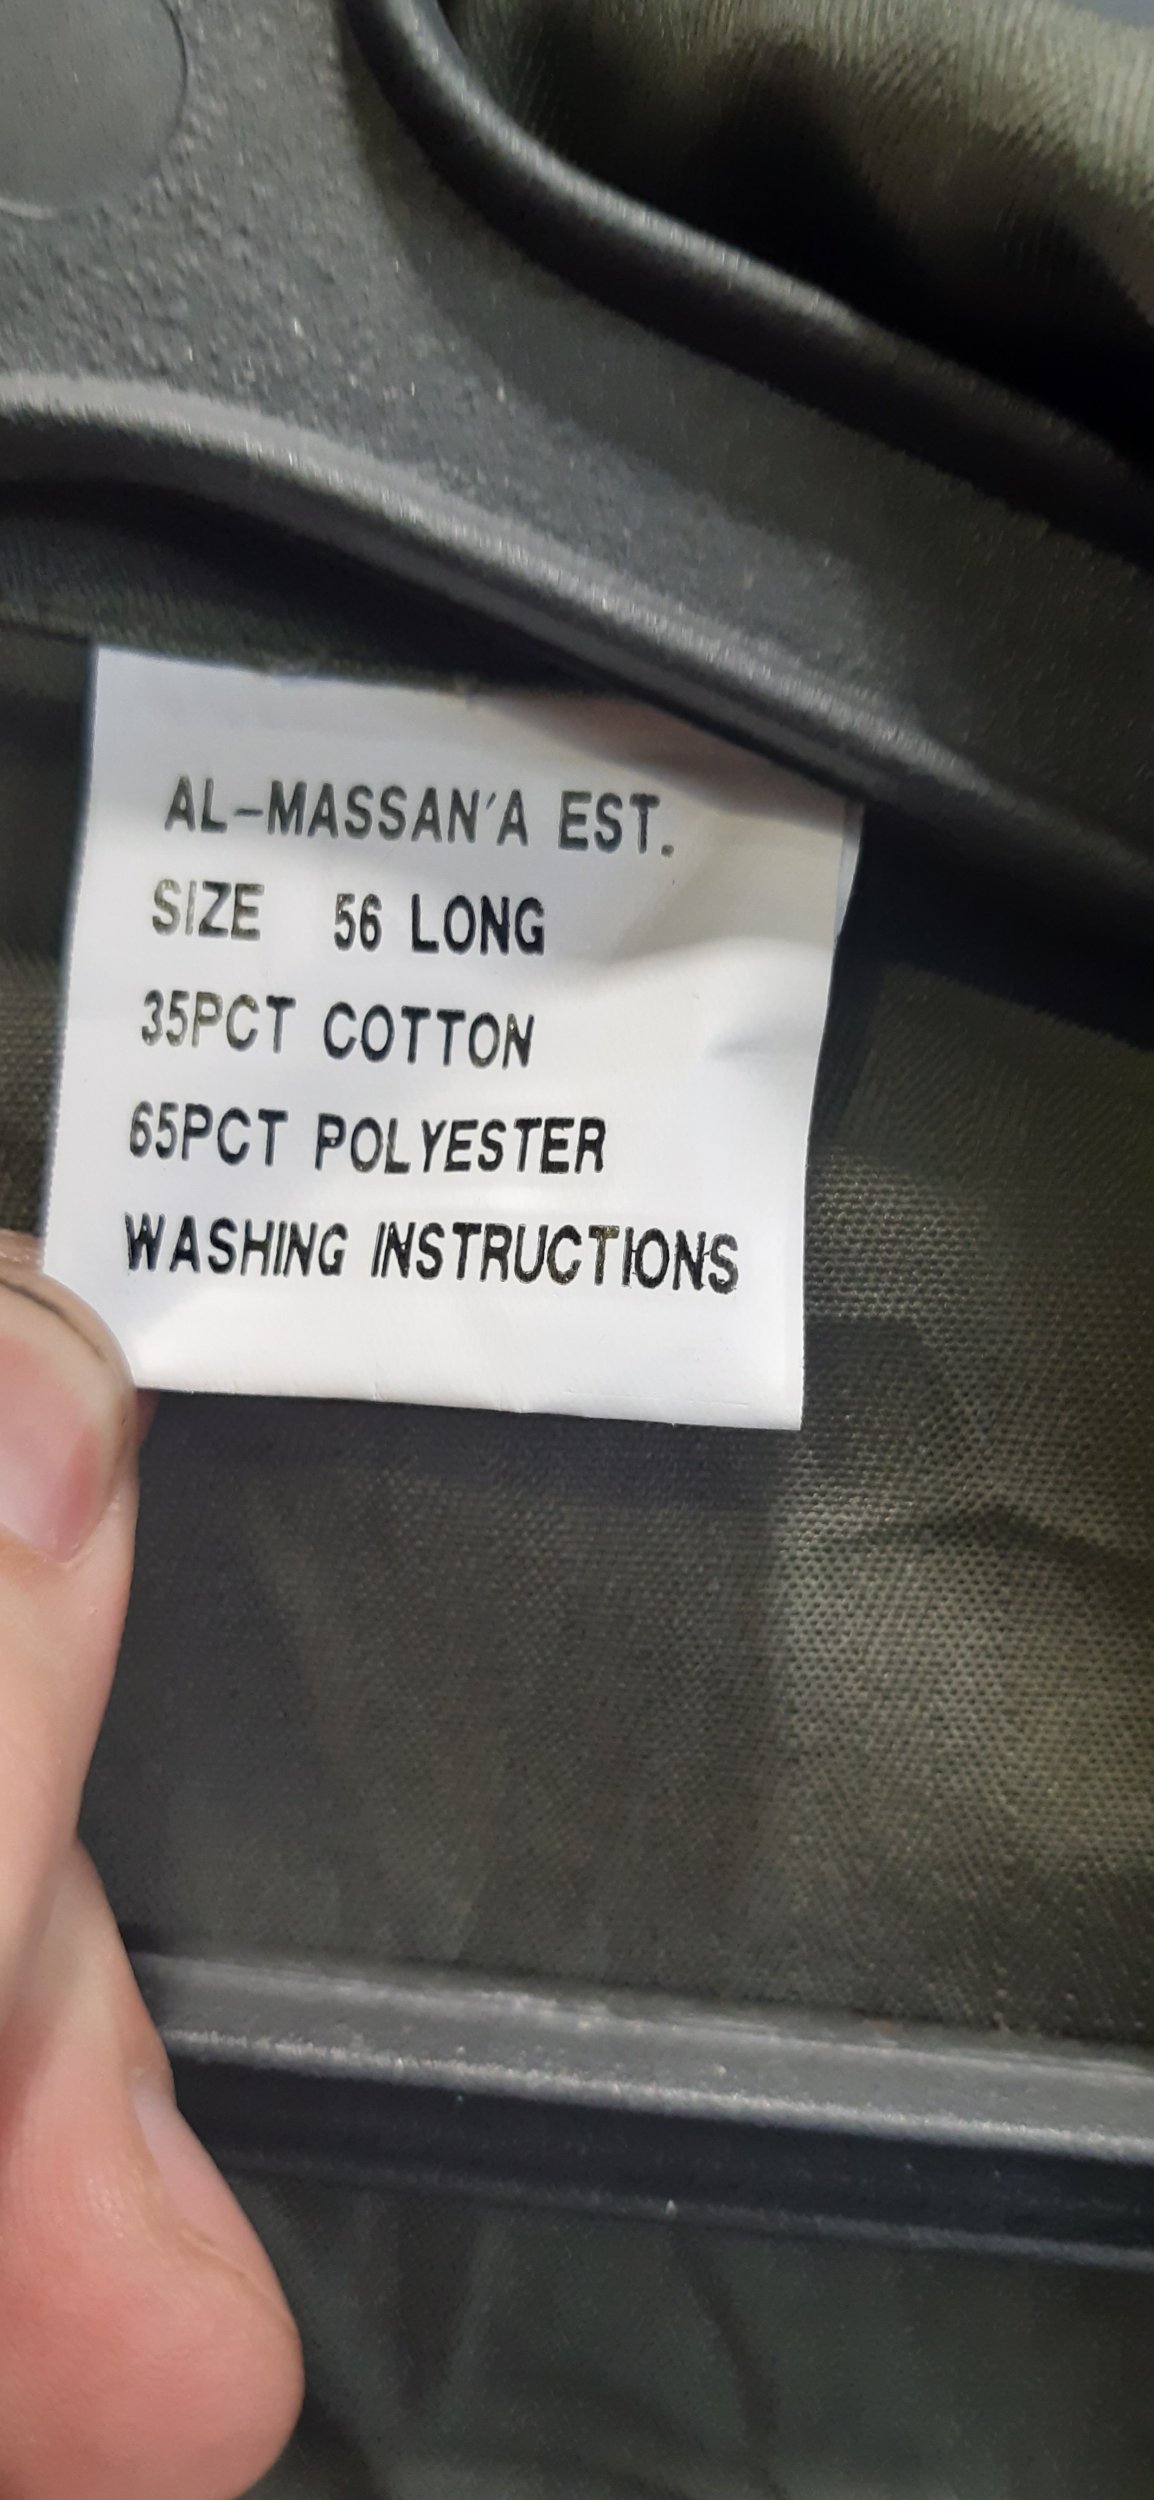 AL-MASSAN'A EST.
SIZE 56 LONG
35PCT COTTON
65PCT POLYESTER
WASHING INSTRUCTIONS